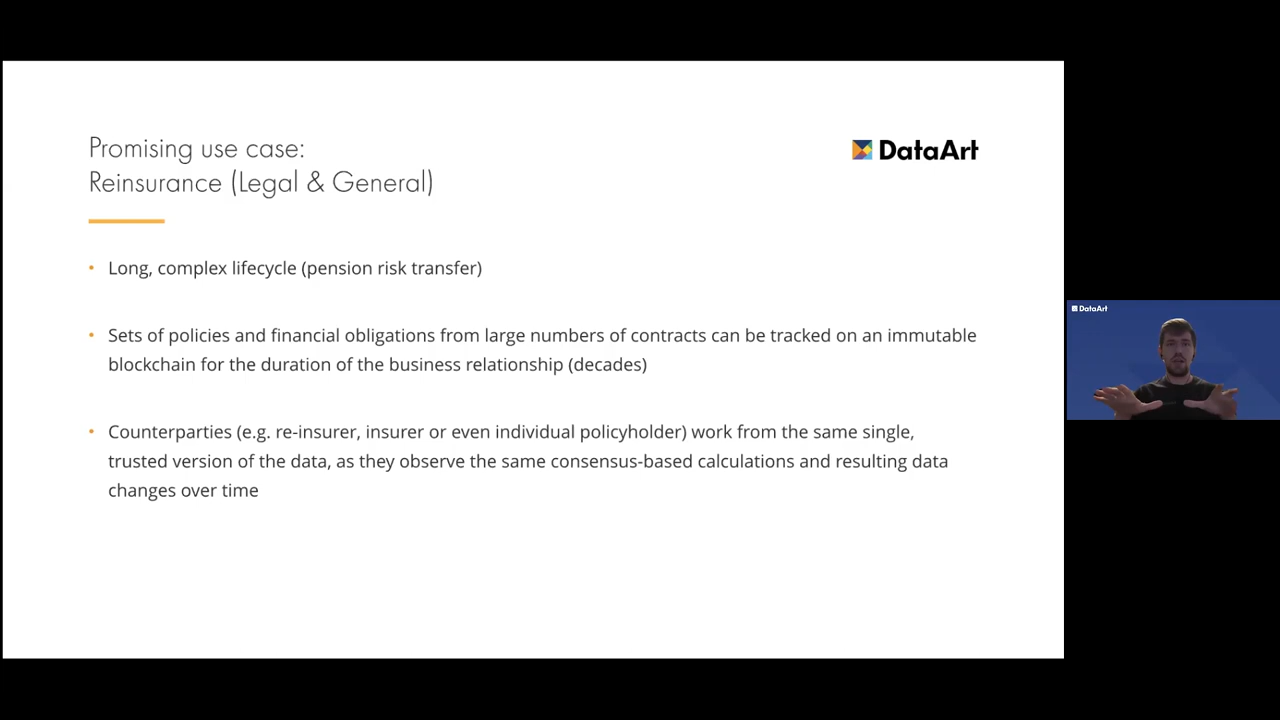 Promising use case:
Reinsurance (Legal & General)
DataArt
• Long, complex lifecycle (pension risk transfer)
• Sets of policies and financial obligations from large numbers of contracts can be tracked on an immutable
blockchain for the duration of the business relationship (decades)
• Counterparties (e.g. re-insurer, insurer or even individual policyholder) work from the same single,
trusted version of the data, as they observe the same consensus-based calculations and resulting data
changes over time
DataArt